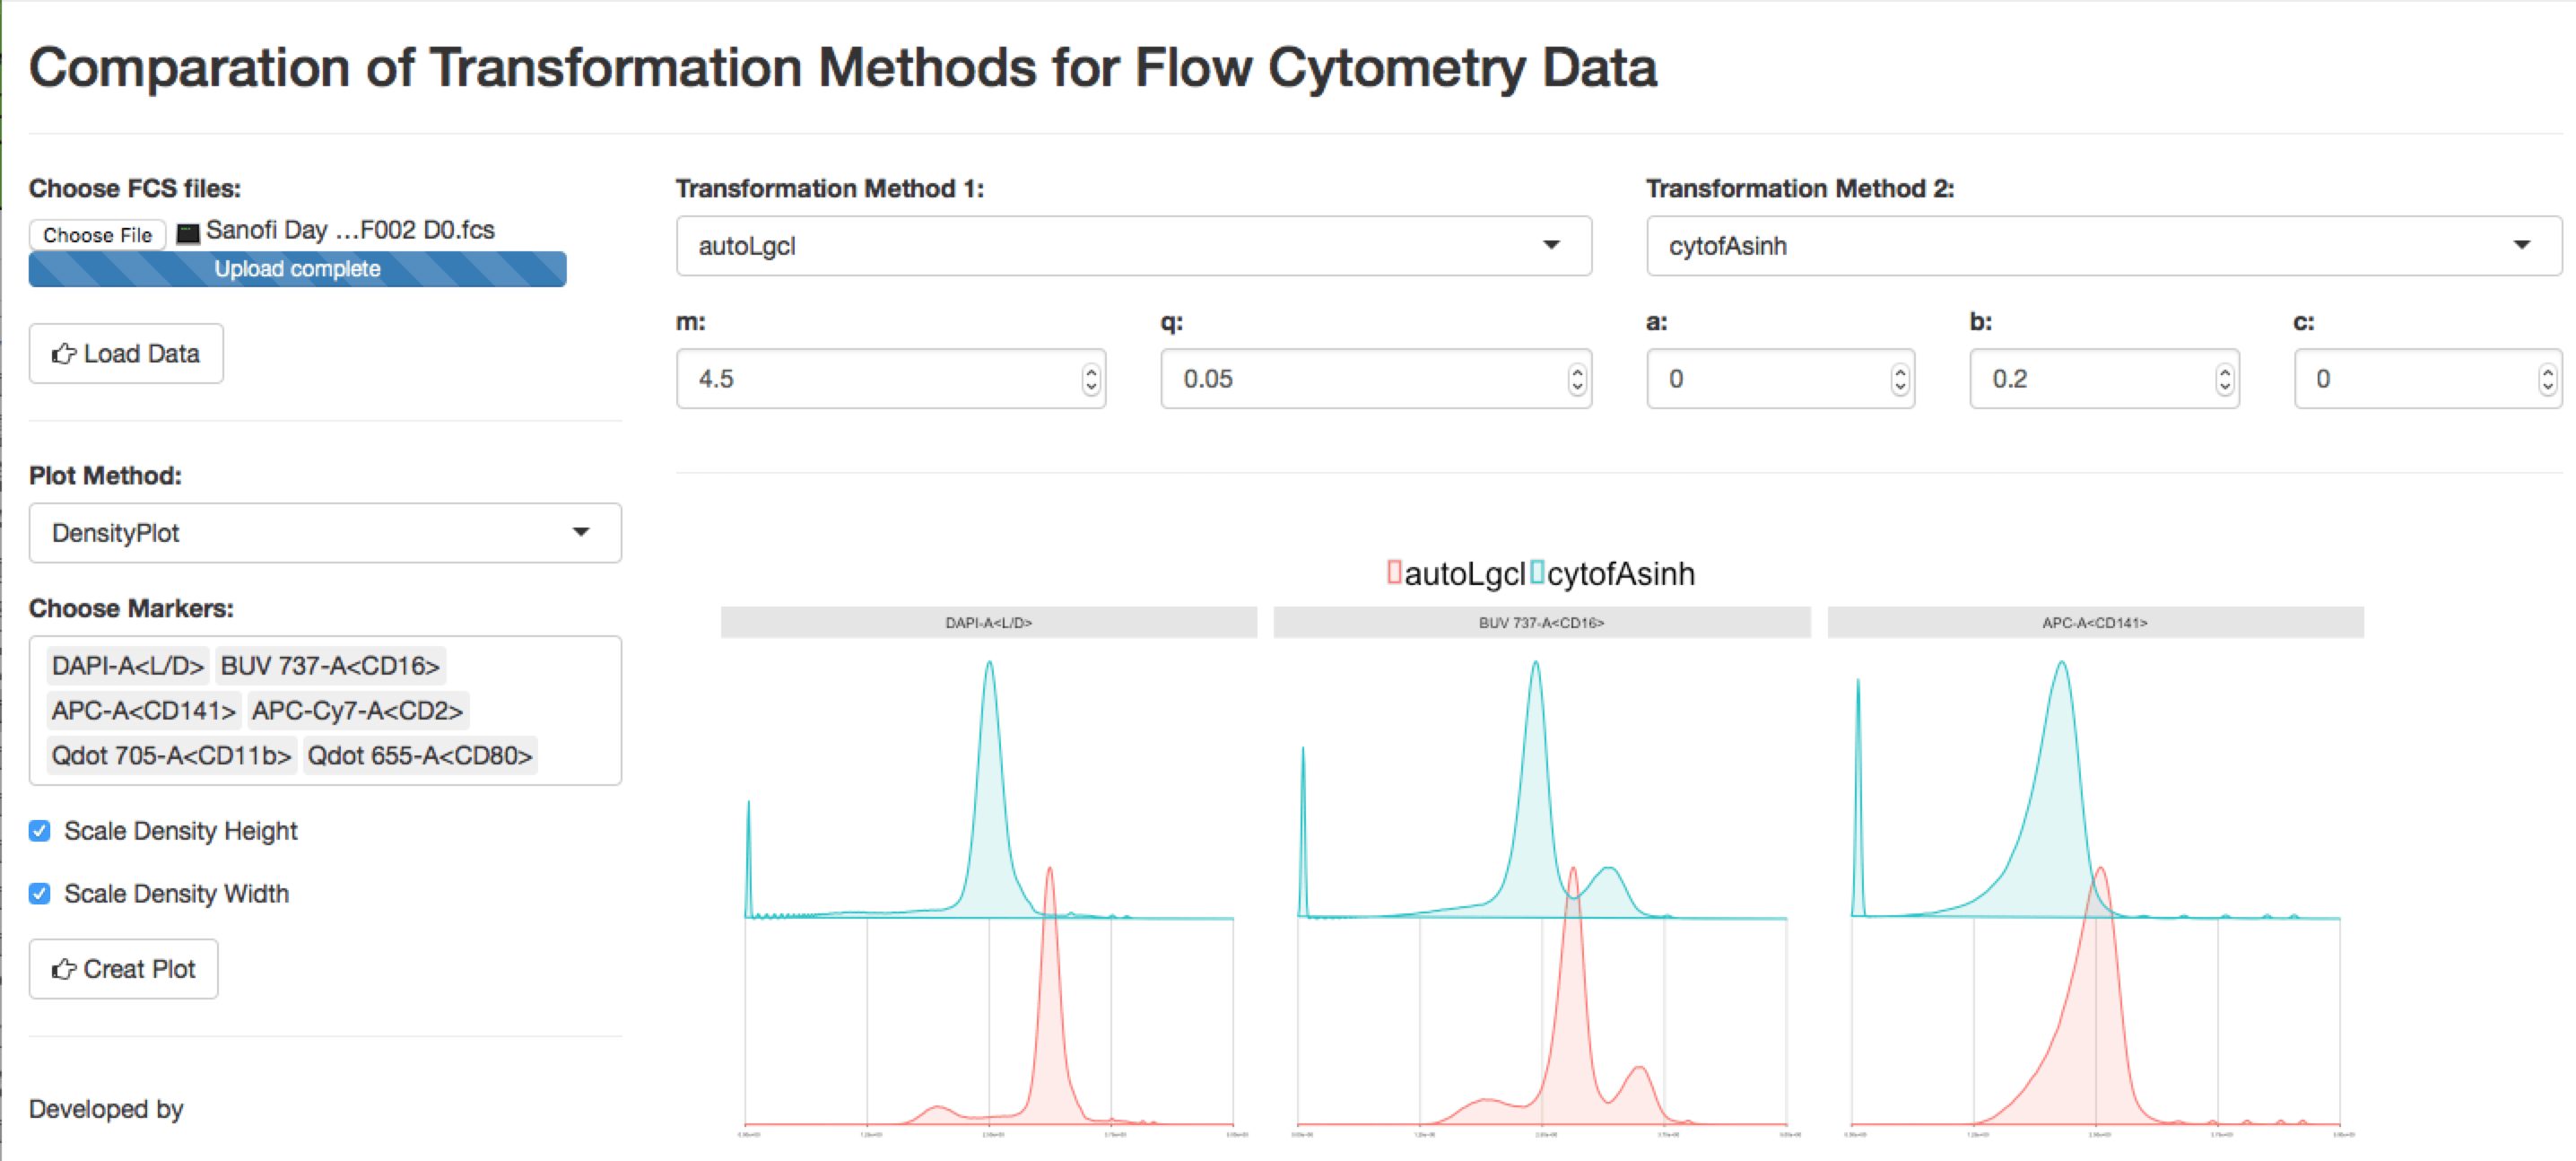 Comparation of Transformation Methods for Flow Cytometry Data
Choose FCS files:
Choose File Sanofi Day ...F002 D0.fcs
Upload complete
Load Data
Plot Method:
DensityPlot
Choose Markers:
DAPI-A<L/D> BUV 737-A<CD16>
APC-A<CD141> APC-Cy7-A<CD2>
Qdot 705-A<CD11b> Qdot 655-A<CD80>
Scale Density Height
Scale Density Width
Creat Plot
Developed by
Transformation Method 1:
autoLgcl
m: q:
4.5 0.05
Transformation Method 2:
cytofAsinh
a: b: c:
0 0.2 0
autoLgcl cytofAsinh
DAPI-A<L/D> BUV 737-A<CD16> APC-A<CD141>